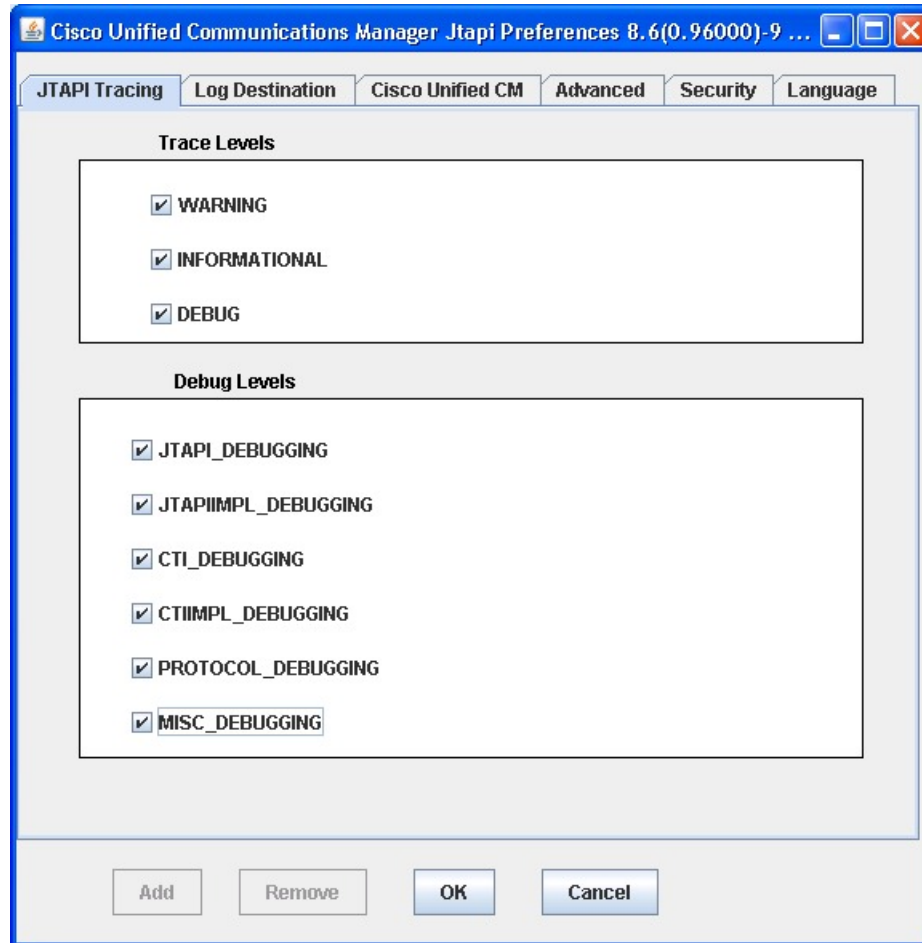 Cisco Unified Communications Manager Jtapi Preferences 8.6(0.96000)-9 ...
JTAPI Tracing Log Destination Cisco Unified CM Advanced Security Language
Trace Levels
WARNING
INFORMATIONAL
DEBUG
Debug Levels
JTAPI_DEBUGGING
JTAPIIMPL_DEBUGGING
CTI_DEBUGGING
CTIIMPL_DEBUGGING
PROTOCOL_DEBUGGING
MISC_DEBUGGING
Add Remove OK Cancel